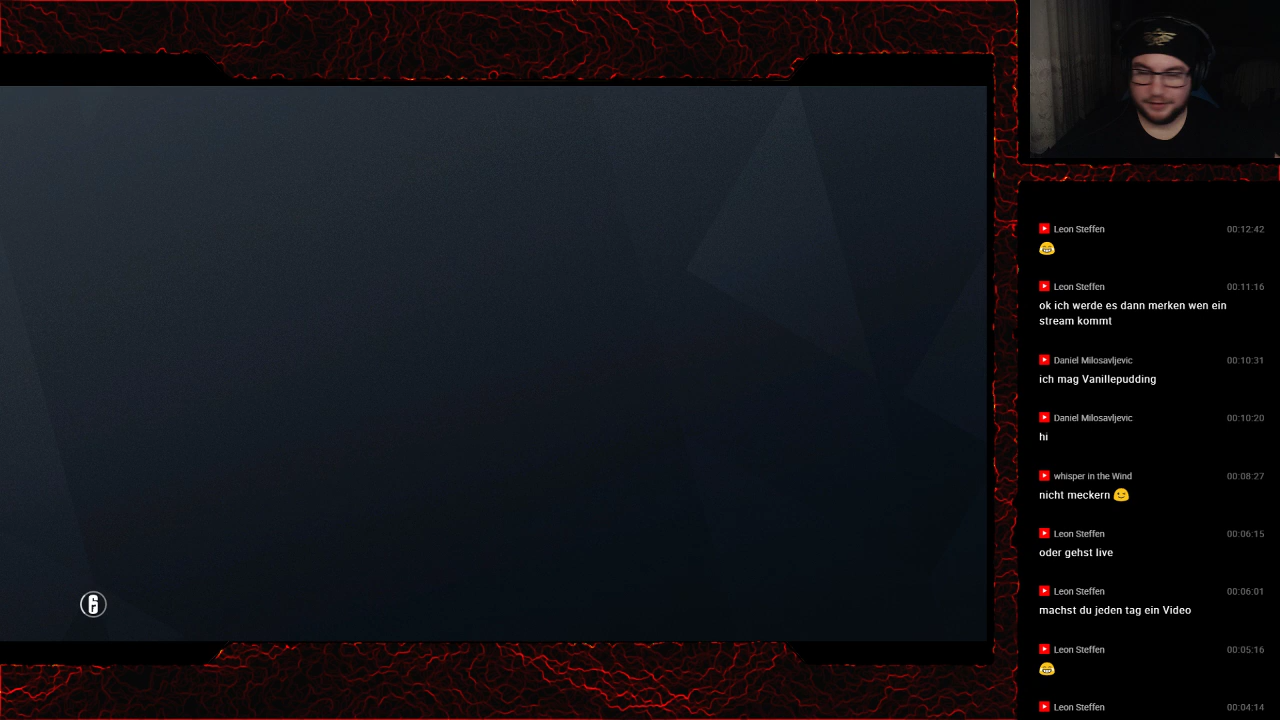 Leon Steffen 00:12:42
😂
Leon Steffen 00:11:16
ok ich werde es dann merken wen ein
stream kommt
Daniel Milosavljevic 00:10:31
ich mag Vanillepudding
Daniel Milosavljevic 00:10:20
hi
whisper in the Wind 00:08:27
nicht meckern 😊
Leon Steffen 00:06:15
oder gehst live
Leon Steffen 00:06:01
machst du jeden tag ein Video
Leon Steffen 00:05:16
😂
Leon Steffen 00:04:14
6